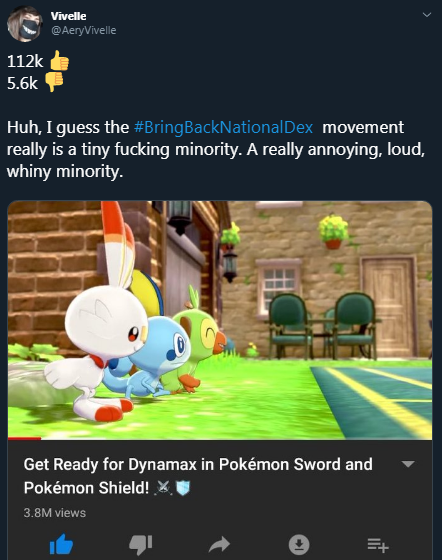 Vivelle
@AeryVivelle
112k 👍
5.6k 👎
Huh, I guess the #BringBackNationalDex movement
really is a tiny fucking minority. A really annoying, loud,
whiny minority.
Get Ready for Dynamax in Pokémon Sword and
Pokémon Shield! ⚔️🛡️
3.8M views